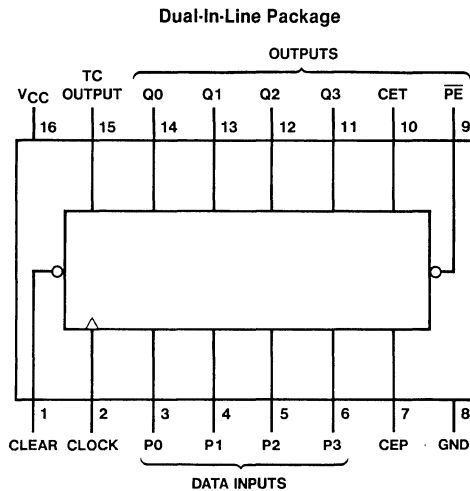 Dual-In-Line Package
OUTPUTS
TC
VCC OUTPUT Q0 Q1 Q2 Q3 CET PE
16 15 14 13 12 11 10 9
1 2 3 4 5 6 7 8
CLEAR CLOCK P0 P1 P2 P3 CEP GND
DATA INPUTS